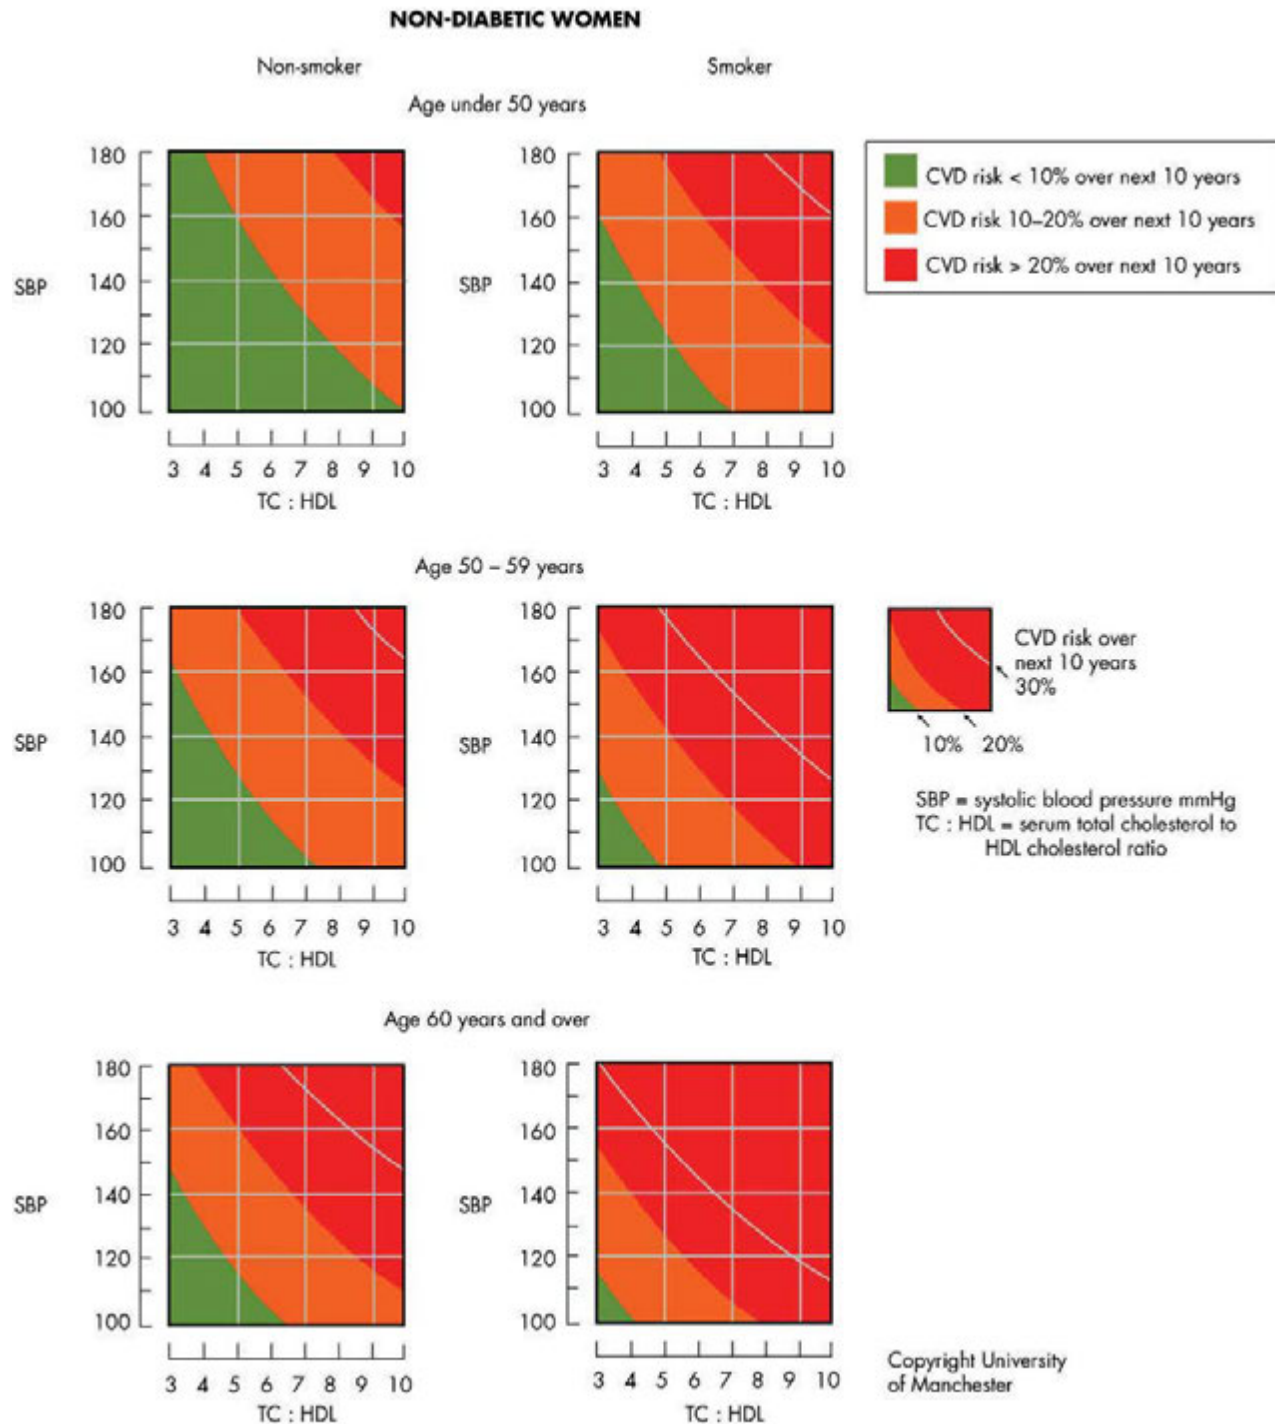 NON-DIABETIC WOMEN
Non-smoker Smoker
Age under 50 years
180
160
SBP 140
120
100
3 4 5 6 7 8 9 10
TC : HDL
180
160
SBP 140
120
100
3 4 5 6 7 8 9 10
TC : HDL
CVD risk < 10% over next 10 years
CVD risk 10–20% over next 10 years
CVD risk > 20% over next 10 years
Age 50 – 59 years
180
160
SBP 140
120
100
3 4 5 6 7 8 9 10
TC : HDL
180
160
SBP 140
120
100
3 4 5 6 7 8 9 10
TC : HDL
CVD risk over
next 10 years
30%
10% 20%
SBP = systolic blood pressure mmHg
TC : HDL = serum total cholesterol to
HDL cholesterol ratio
Age 60 years and over
180
160
140
SBP
120
100
3 4 5 6 7 8 9 10
TC : HDL
180
160
140
SBP
120
100
3 4 5 6 7 8 9 10
TC : HDL
Copyright University
of Manchester